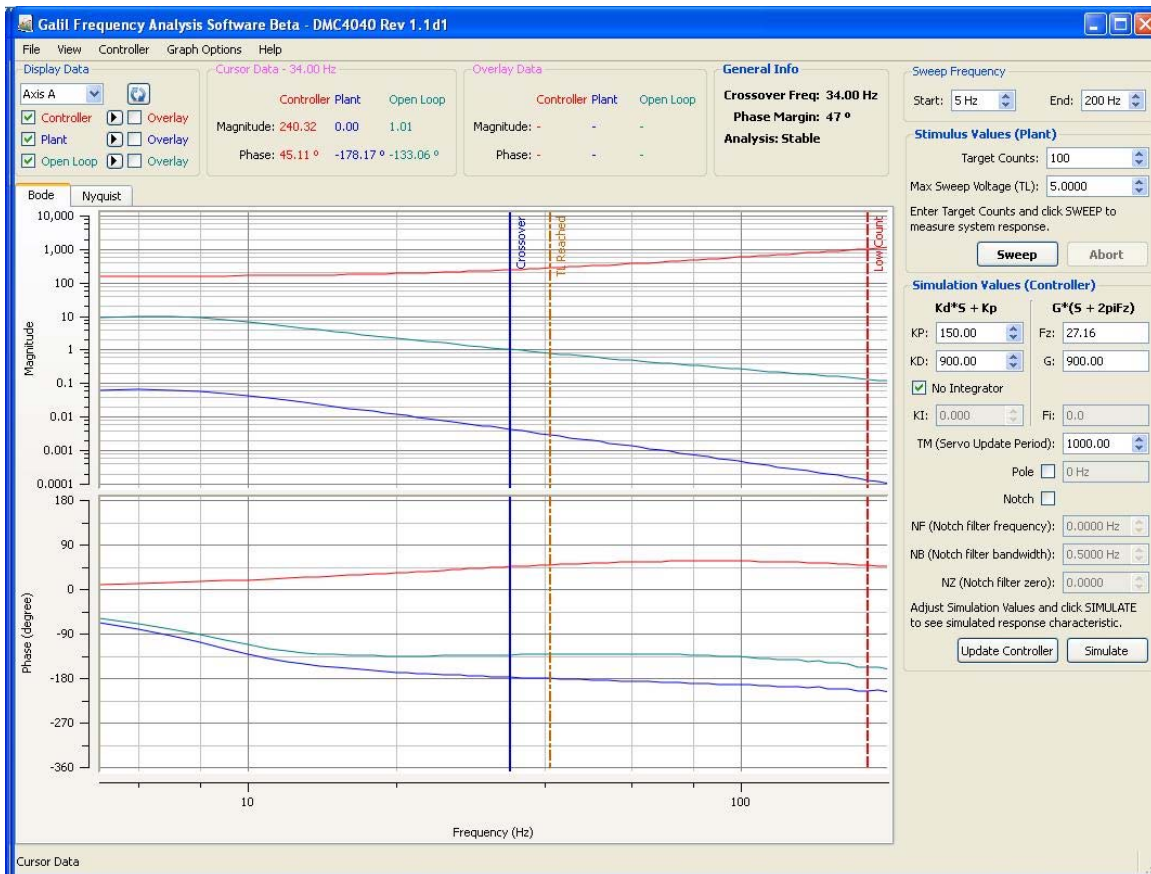 Galil Frequency Analysis Software Beta - DMC4040 Rev 1.1d1
File View Controller Graph Options Help
Display Data
Axis A
Controller Overlay
Plant Overlay
Open Loop Overlay
Cursor Data - 34.00 Hz
Controller Plant Open Loop
Magnitude: 240.32 0.00 1.01
Phase: 45.11 º -178.17 º -133.06 º
Overlay Data
Controller Plant Open Loop
Magnitude: - - -
Phase: - - -
General Info
Crossover Freq: 34.00 Hz
Phase Margin: 47 º
Analysis: Stable
Sweep Frequency
Start: 5 Hz End: 200 Hz
Stimulus Values (Plant)
Target Counts: 100
Max Sweep Voltage (TL): 5.0000
Enter Target Counts and click SWEEP to
measure system response.
Sweep Abort
Simulation Values (Controller)
Kd*S + Kp G*(S + 2piFz)
KP: 150.00 Fz: 27.16
KD: 900.00 G: 900.00
No Integrator
KI: 0.000 Fi: 0.0
TM (Servo Update Period): 1000.00
Pole 0 Hz
Notch
NF (Notch filter frequency): 0.0000 Hz
NB (Notch filter bandwidth): 0.5000 Hz
NZ (Notch filter zero): 0.0000
Adjust Simulation Values and click SIMULATE
to see simulated response characteristic.
Update Controller Simulate
Bode Nyquist
Magnitude
10,000
1,000
100
10
1
0.1
0.01
0.001
0.0001
Crossover
TL Reached
Low Count
Phase (degree)
180
90
0
-90
-180
-270
-360
10 100
Frequency (Hz)
Cursor Data